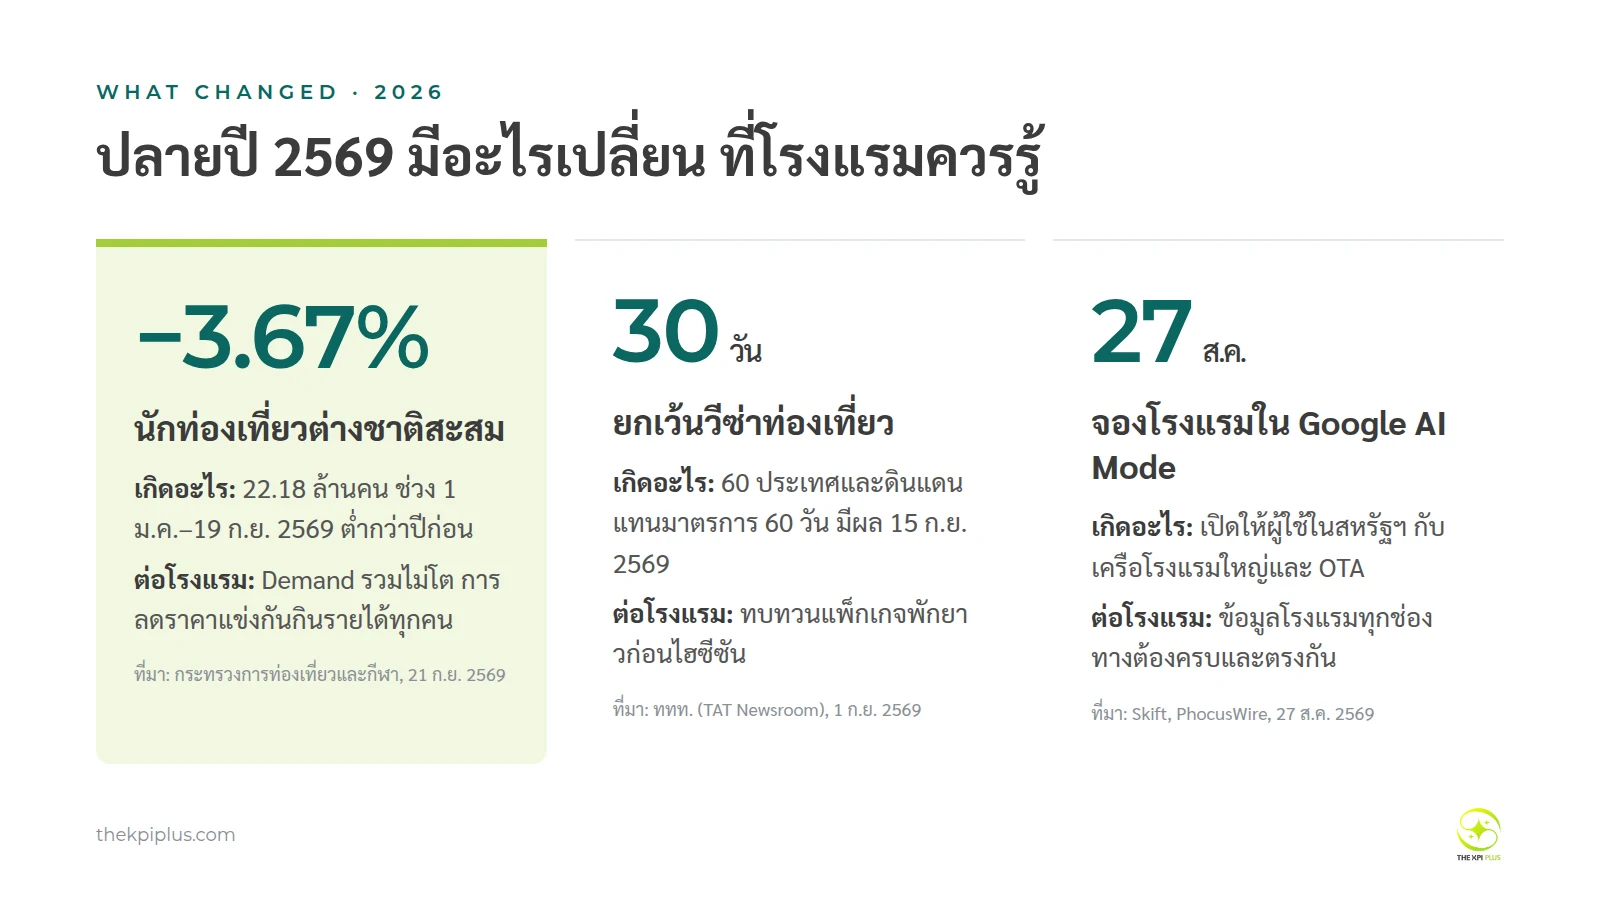 WHAT CHANGED · 2026
ปลายปี 2569 มีอะไรเปลี่ยน ที่โรงแรมควรรู้
–3.67%
นักท่องเที่ยวต่างชาติสะสม
เกิดอะไร: 22.18 ล้านคน ช่วง 1
ม.ค.–19 ก.ย. 2569 ต่ำกว่าปีก่อน
ต่อโรงแรม: Demand รวมไม่โต การ
ลดราคาแข่งกันกินรายได้ทุกคน
ที่มา: กระทรวงการท่องเที่ยวและกีฬา, 21 ก.ย. 2569
30 วัน
ยกเว้นวีซ่าท่องเที่ยว
เกิดอะไร: 60 ประเทศและดินแดน
แทนมาตรการ 60 วัน มีผล 15 ก.ย.
2569
ต่อโรงแรม: ทบทวนแพ็กเกจพักยา
วก่อนไฮซีซัน
ที่มา: ททท. (TAT Newsroom), 1 ก.ย. 2569
27 ส.ค.
จองโรงแรมใน Google AI
Mode
เกิดอะไร: เปิดให้ผู้ใช้ในสหรัฐฯ กับ
เครือโรงแรมใหญ่และ OTA
ต่อโรงแรม: ข้อมูลโรงแรมทุกช่อง
ทางต้องครบและตรงกัน
ที่มา: Skift, PhocusWire, 27 ส.ค. 2569
thekpiplus.com
THE KPI PLUS